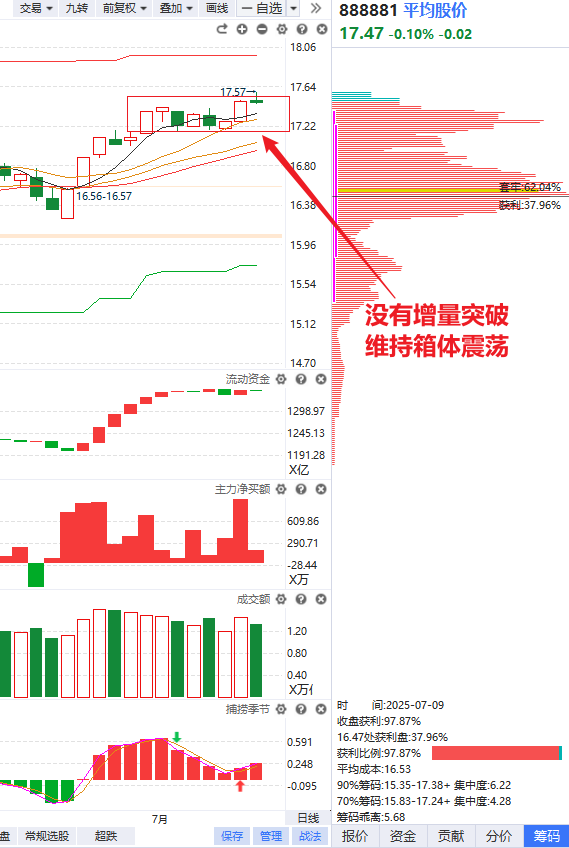 交易 九转 前复权 叠加 画线 一 自选
888881 平均股价
17.47 -0.10% -0.02
18.06
17.64
17.57
17.22
16.80
16.56-16.57
16.38
套牢:62.04%
获利:37.96%
15.96
15.54
15.12
14.70
没有增量突破
维持箱体震荡
流动资金
1298.97
1245.13
1191.28
X亿
主力净买额
609.86
290.71
-28.44
X万
成交额
1.20
0.80
0.40
X万亿
捕捞季节
0.591
0.248
-0.095
7月
日线
时 间:2025-07-09
收盘获利:97.87%
16.47处获利盘:37.96%
获利比例:97.87%
平均成本:16.53
90%筹码:15.35-17.38+ 集中度:6.22
70%筹码:15.83-17.24+ 集中度:4.28
筹码乖离:5.68
盘 常规选股 超跌 保存 管理 战法
报价 资金 贡献 分价 筹码